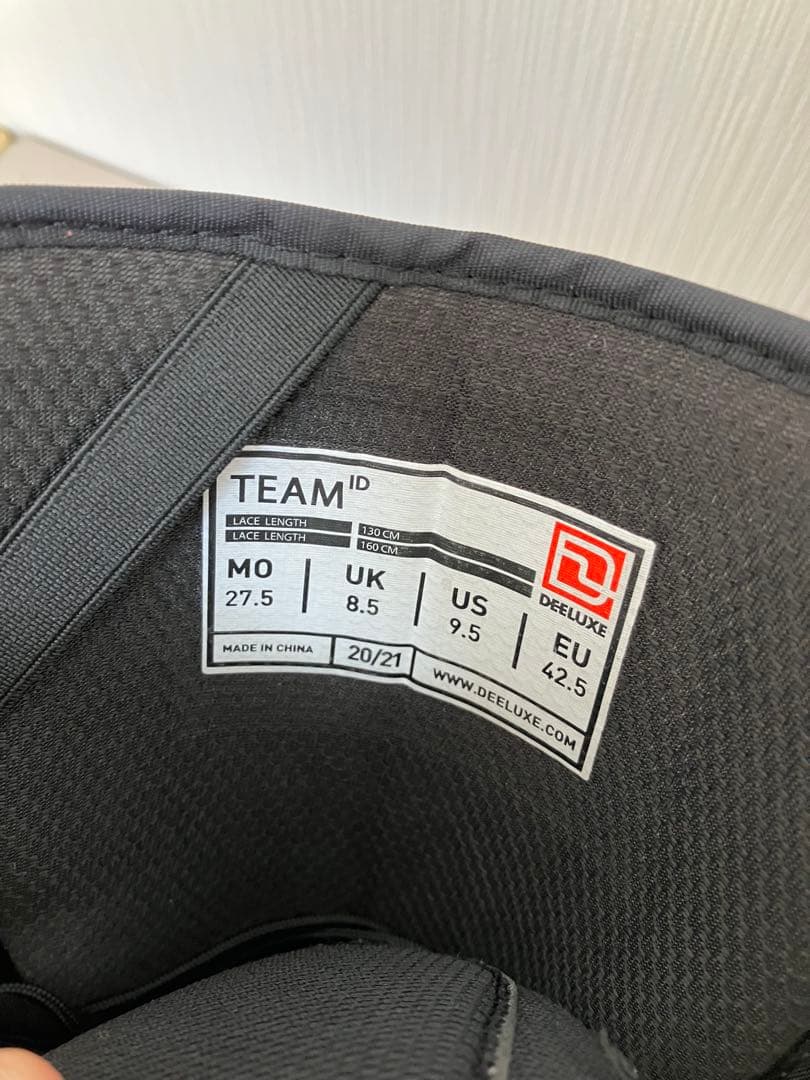 TEAM ID
LACE LENGTH 130 CM
LACE LENGTH 160 CM
DEELUXE
MO UK US EU
27.5 8.5 9.5 42.5
MADE IN CHINA 20/21 WWW.DEELUXE.COM